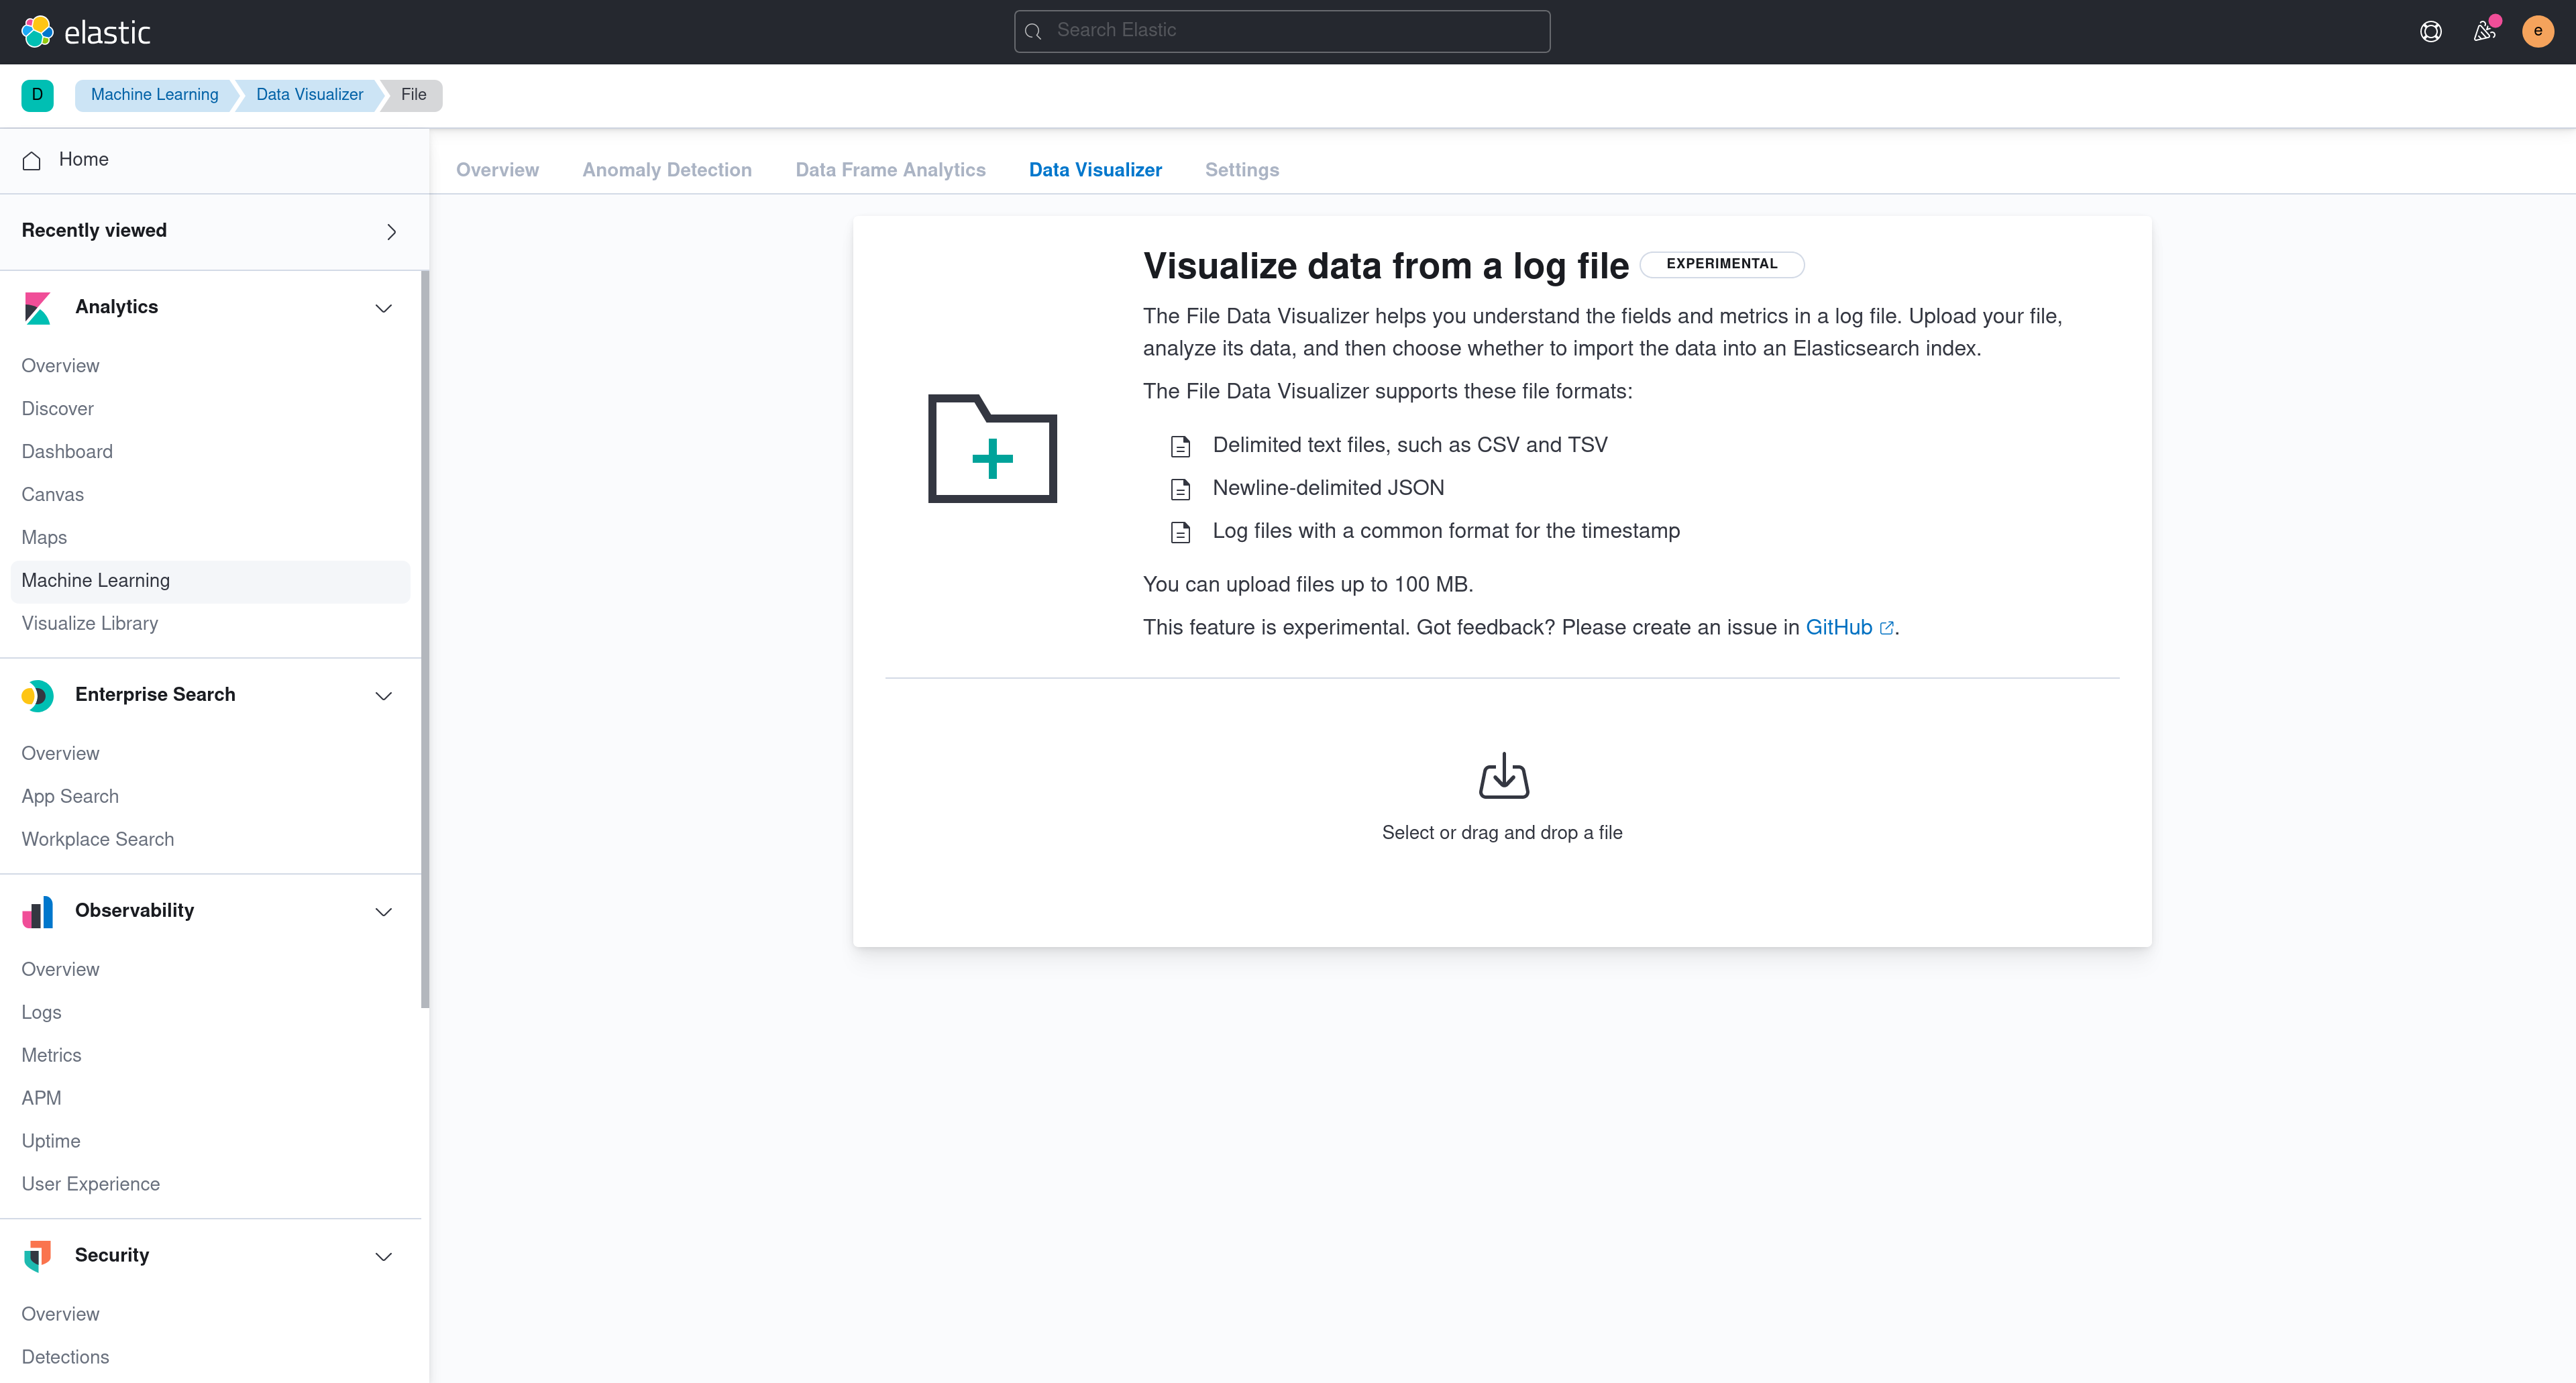 elastic
Search Elastic
e
D
Machine Learning
Data Visualizer
File
Home
Recently viewed
Analytics
Overview
Discover
Dashboard
Canvas
Maps
Machine Learning
Visualize Library
Enterprise Search
Overview
App Search
Workplace Search
Observability
Overview
Logs
Metrics
APM
Uptime
User Experience
Security
Overview
Detections
Overview
Anomaly Detection
Data Frame Analytics
Data Visualizer
Settings
Visualize data from a log file EXPERIMENTAL
The File Data Visualizer helps you understand the fields and metrics in a log file. Upload your file,
analyze its data, and then choose whether to import the data into an Elasticsearch index.
The File Data Visualizer supports these file formats:
Delimited text files, such as CSV and TSV
Newline-delimited JSON
Log files with a common format for the timestamp
You can upload files up to 100 MB.
This feature is experimental. Got feedback? Please create an issue in GitHub.
Select or drag and drop a file